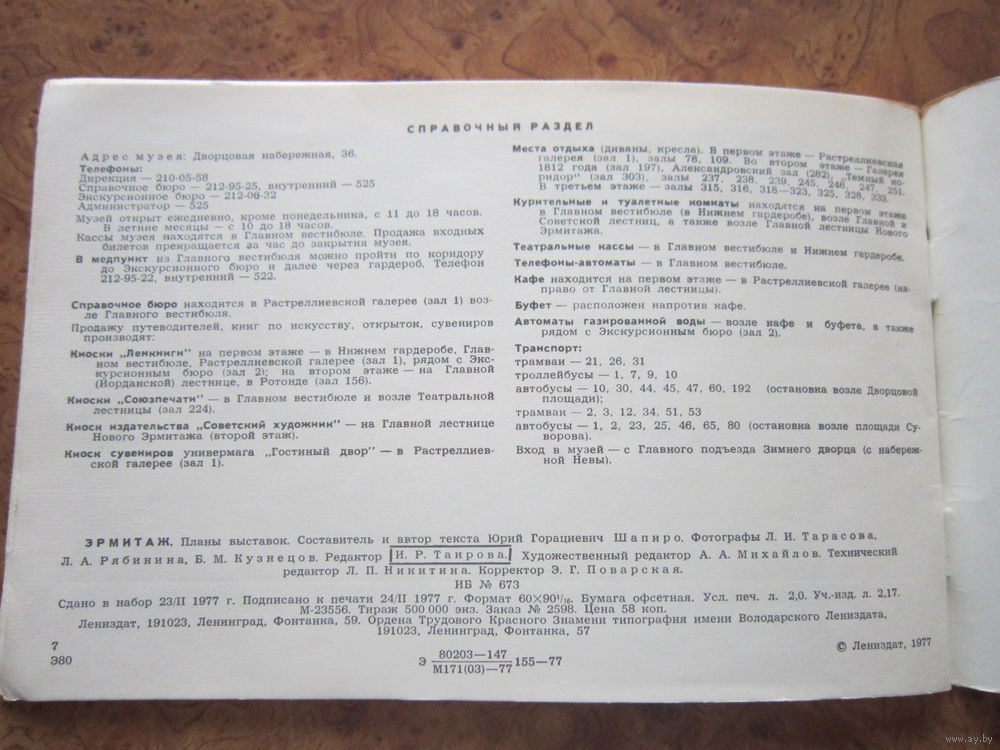 СПРАВОЧНЫЙ РАЗДЕЛ
Адрес музея: Дворцовая набережная, 36.
Телефоны:
Дирекция — 210-05-58
Справочное бюро — 212-95-25, внутренний — 525
Экскурсионное бюро — 212-06-32
Администратор — 525
Музей открыт ежедневно, кроме понедельника, с 11 до 18 часов.
В летние месяцы — с 10 до 18 часов.
Кассы музея находятся в Главном вестибюле. Продажа входных
билетов прекращается за час до закрытия музея.
В медпункт из Главного вестибюля можно пройти по коридору
до Экскурсионного бюро и далее через гардероб. Телефон
212-95-22, внутренний — 522.
Справочное бюро находится в Растреллиевской галерее (зал 1) воз-
ле Главного вестибюля.
Продажу путеводителей, книг по искусству, открыток, сувениров
производят:
Киоски „Ленкниги" на первом этаже — в Нижнем гардеробе, Глав-
ном вестибюле, Растреллиевской галерее (зал 1), рядом с Экс-
курсионным бюро (зал 2); на втором этаже — на Главной
(Иорданской) лестнице, в Ротонде (зал 156).
Киоски „Союзпечати" — в Главном вестибюле и возле Театральной
лестницы (зал 224).
Киоск издательства „Советский художник" — на Главной лестнице
Нового Эрмитажа (второй этаж).
Киоск сувениров универмага „Гостиный двор" — в Растреллиев-
ской галерее (зал 1).
Места отдыха (диваны, кресла). В первом этаже — Растреллиевская
галерея (зал 1), залы 78, 109. Во втором этаже — Галерея
1812 года (зал 197), Александровский зал (282), „Темный ко-
ридор" (зал 303), залы 237, 238, 239, 245, 246, 247, 251.
В третьем этаже — залы 315, 316, 318—323, 325, 328, 333.
Курительные и туалетные комнаты находятся на первом этаже
в Главном вестибюле (в Нижнем гардеробе), возле Главной и
Советской лестниц, а также возле Главной лестницы Нового
Эрмитажа.
Театральные кассы — в Главном вестибюле и Нижнем гардеробе.
Телефоны-автоматы — в Главном вестибюле.
Кафе находится на первом этаже — в Растреллиевской галерее (на-
право от Главной лестницы).
Буфет — расположен напротив кафе.
Автоматы газированной воды — возле кафе и буфета, а также
рядом с Экскурсионным бюро (зал 2).
Транспорт:
трамваи — 21, 26, 31
троллейбусы — 1, 7, 9, 10
автобусы — 10, 30, 44, 45, 47, 60, 192 (остановка возле Дворцовой
площади);
трамваи — 2, 3, 12, 34, 51, 53
автобусы — 1, 2, 23, 25, 46, 65, 80 (остановка возле площади Су-
ворова).
Вход в музей — с Главного подъезда Зимнего дворца (с набереж-
ной Невы).
ЭРМИТАЖ. Планы выставок. Составитель и автор текста Юрий Горациевич Шапиро. Фотографы Л. И. Тарасова,
Л. А. Рябинина, Б. М. Кузнецов. Редактор И. Р. Таирова. Художественный редактор А. А. Михайлов. Технический
редактор Л. П. Никитина. Корректор Э. Г. Поварская.
ИБ № 673
Сдано в набор 23/II 1977 г. Подписано к печати 24/II 1977 г. Формат 60×90¹/₁₆. Бумага офсетная. Усл. печ. л. 2,0. Уч.-изд. л. 2,17.
М-23556. Тираж 500 000 экз. Заказ № 2598. Цена 58 коп.
Лениздат, 191023, Ленинград, Фонтанка, 59. Ордена Трудового Красного Знамени типография имени Володарского Лениздата,
191023, Ленинград, Фонтанка, 57
7
Э80
Э 80203—147
М171(03)—77 155—77
© Лениздат, 1977
www.ay.by